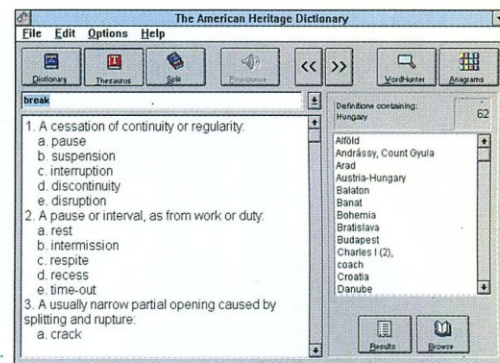 The American Heritage Dictionary
File Edit Options Help
Dictionary Thesaurus Split Pronounce << >> WordHunter Anagrams
break
1. A cessation of continuity or regularity:
a. pause
b. suspension
c. interruption
d. discontinuity
e. disruption
2. A pause or interval, as from work or duty:
a. rest
b. intermission
c. respite
d. recess
e. time-out
3. A usually narrow partial opening caused by
splitting and rupture:
a. crack
Definitions containing:
Hungary
62
Alföld
Andrássy, Count Gyula
Arad
Austria-Hungary
Balaton
Banat
Bohemia
Bratislava
Budapest
Charles I (2),
coach
Croatia
Danube
Results Browse